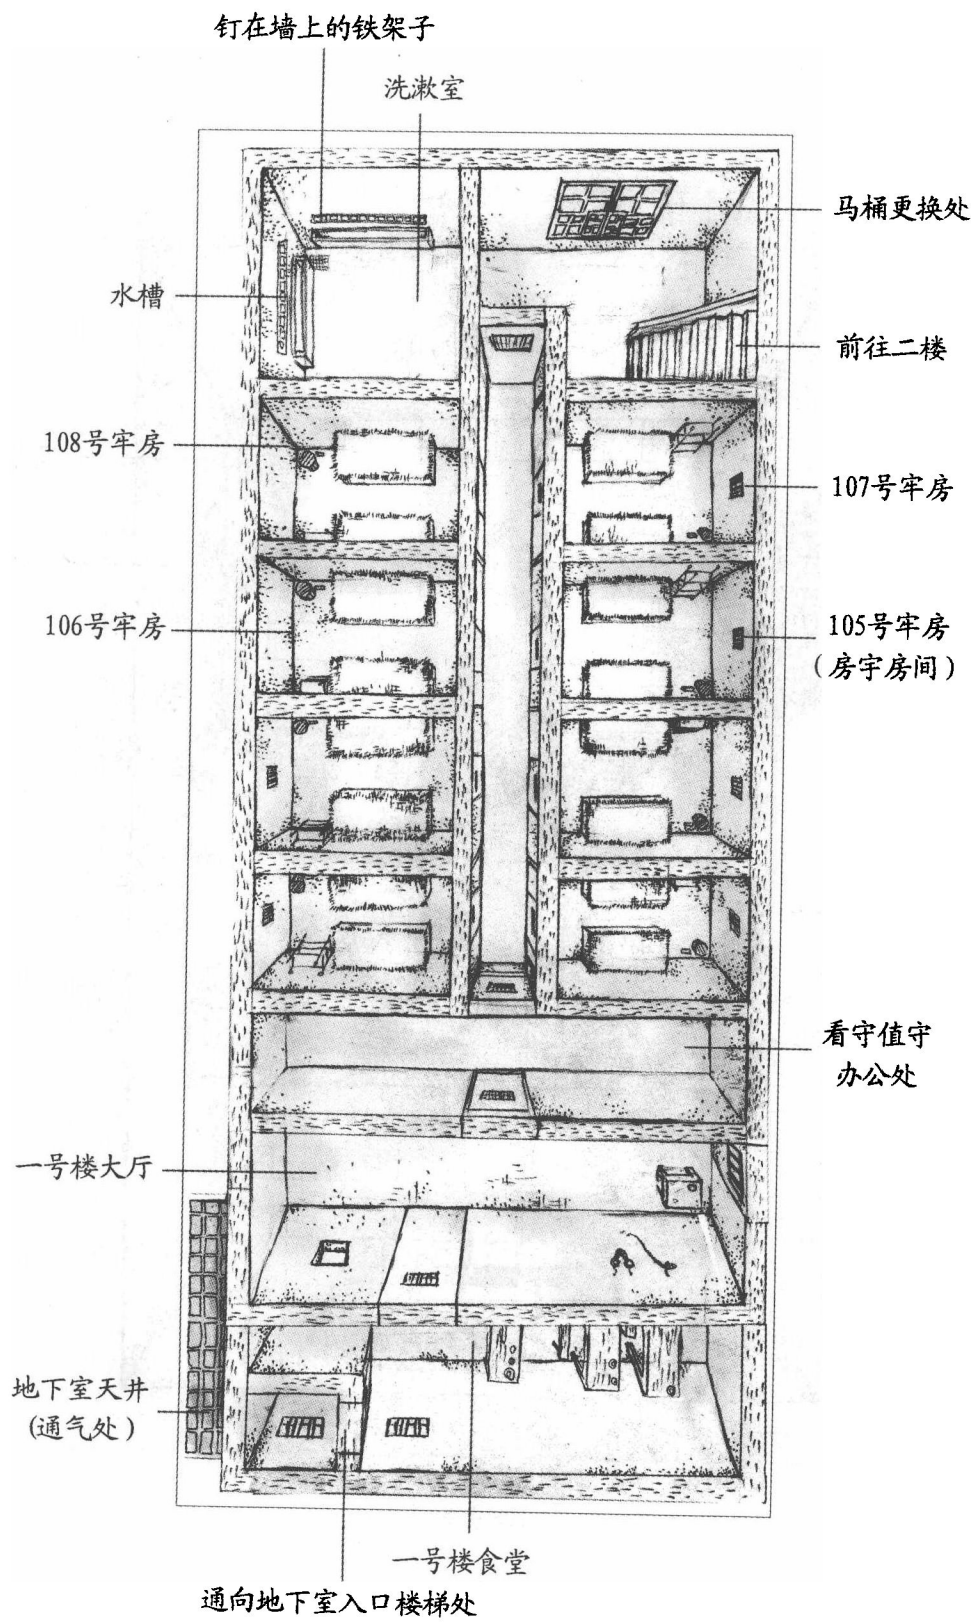 钉在墙上的铁架子
洗漱室
马桶更换处
水槽
前往二楼
108号牢房
107号牢房
106号牢房
105号牢房
（房宇房间）
看守值守
办公处
一号楼大厅
地下室天井
（通气处）
一号楼食堂
通向地下室入口楼梯处